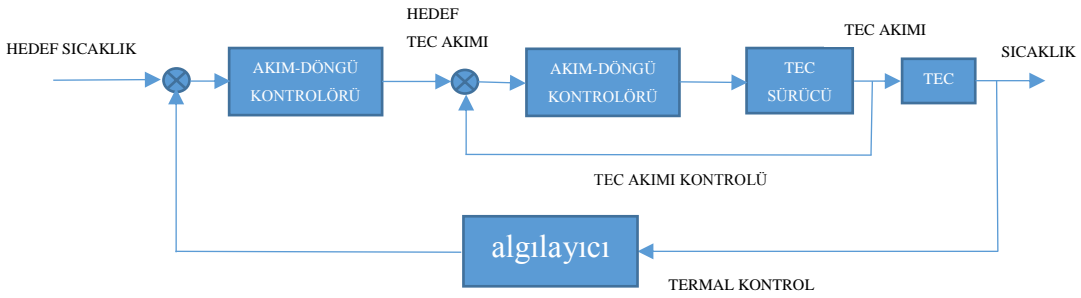 HEDEF SICAKLIK
AKIM-DÖNGÜ
KONTROLÖRÜ
HEDEF
TEC AKIMI
AKIM-DÖNGÜ
KONTROLÖRÜ
TEC
SÜRÜCÜ
TEC AKIMI
TEC
SICAKLIK
TEC AKIMI KONTROLÜ
algılayıcı
TERMAL KONTROL